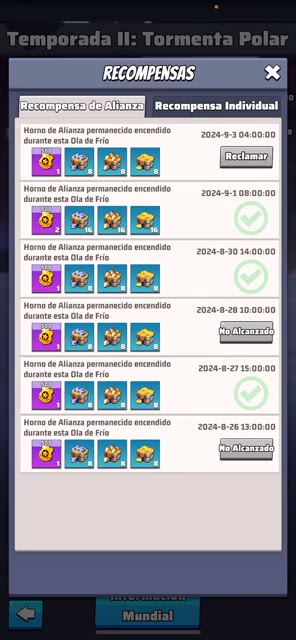 Temporada II: Tormenta Polar
RECOMPENSAS
Recompensa de Alianza
Recompensa Individual
Horno de Alianza permanecido encendido
durante esta Ola de Frío
2024-9-3 04:00:00
500
1
8
8
8
Reclamar
Horno de Alianza permanecido encendido
durante esta Ola de Frío
2024-9-1 08:00:00
500
2
16
16
16
Horno de Alianza permanecido encendido
durante esta Ola de Frío
2024-8-30 14:00:00
500
1
8
8
8
Horno de Alianza permanecido encendido
durante esta Ola de Frío
2024-8-28 10:00:00
500
1
8
8
8
No Alcanzado
Horno de Alianza permanecido encendido
durante esta Ola de Frío
2024-8-27 15:00:00
500
1
8
8
8
Horno de Alianza permanecido encendido
durante esta Ola de Frío
2024-8-26 13:00:00
500
1
8
8
8
No Alcanzado
Información
Mundial